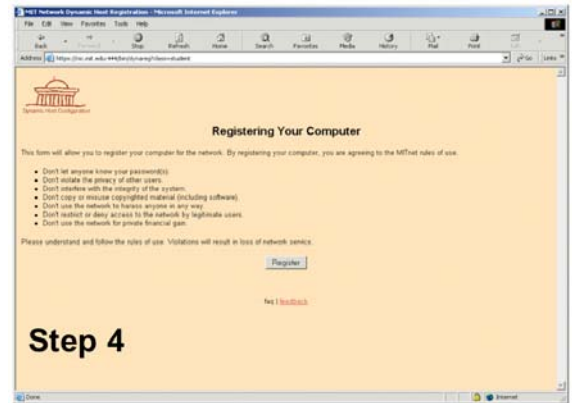 MIT Network Dynamic Host Registration - Microsoft Internet Explorer
File Edit View Favorites Tools Help
Back Forward Stop Refresh Home Search Favorites Media History Mail Print Edit
Address Go Links
Dynamic Host Configuration
Registering Your Computer
This form will allow you to register your computer for the network. By registering your computer, you are agreeing to the MITnet rules of use.
Don't let anyone know your password(s).
Don't violate the privacy of other users.
Don't interfere with the integrity of the system.
Don't copy or misuse copyrighted material (including software).
Don't use the network to harass anyone in any way.
Don't restrict or deny access to the network by legitimate users.
Don't use the network for private financial gain.
Please understand and follow the rules of use. Violations will result in loss of network service.
Register
faq | feedback
Step 4
Done Internet